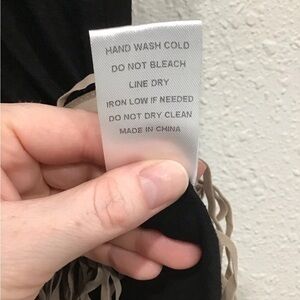 HAND WASH COLD
DO NOT BLEACH
LINE DRY
IRON LOW IF NEEDED
DO NOT DRY CLEAN
MADE IN CHINA